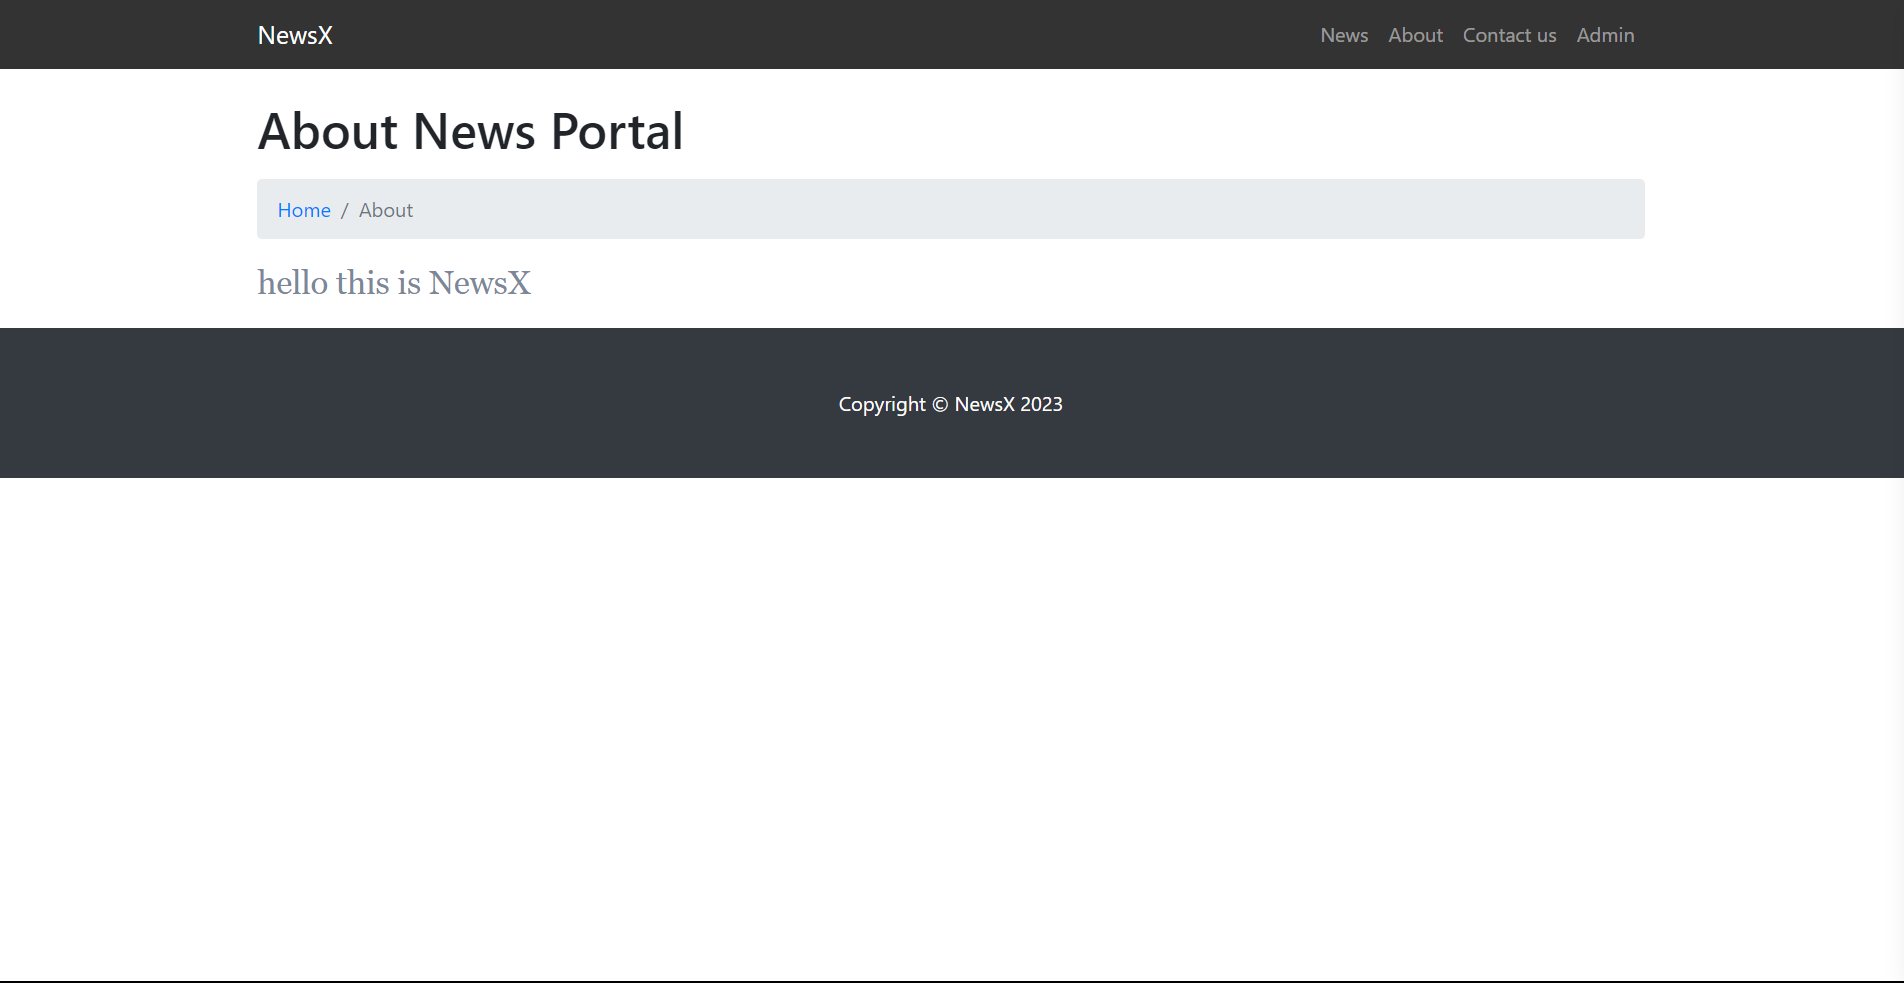 NewsX News About Contact us Admin
About News Portal
Home / About
hello this is NewsX
Copyright © NewsX 2023